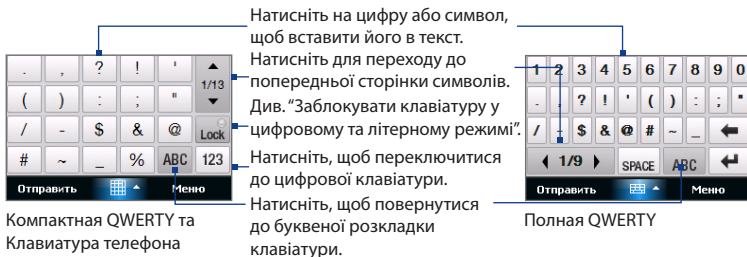 Натисніть на цифру або символ,
щоб вставити його в текст.
Натисніть для переходу до
попередньої сторінки символів.
Див. “Заблокувати клавіатуру у
цифровому та літерному режимі”.
Натисніть, щоб переключитися
до цифрової клавіатури.
Натисніть, щоб повернутися
до буквеної розкладки
клавіатури.
. , ? ! '
1/13
( ) : ; "
/ - $ & @ Lock
# ~ _ % ABC 123
Отправить Меню
Компактная QWERTY та
Клавиатура телефона
1 2 3 4 5 6 7 8 9 0
. , ? ! ' ( ) : ; "
/ - $ & @ # ~ _
1/9 SPACE ABC
Отправить Меню
Полная QWERTY